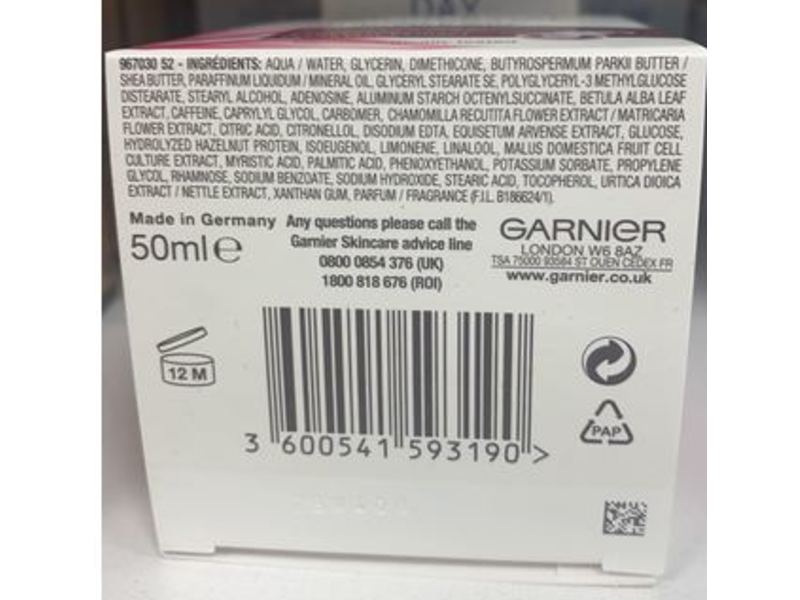 DAY
967030 52 - INGRÉDIENTS: AQUA / WATER, GLYCERIN, DIMETHICONE, BUTYROSPERMUM PARKII BUTTER /
SHEA BUTTER, PARAFFINUM LIQUIDUM / MINERAL OIL, GLYCERYL STEARATE SE, POLYGLYCERYL-3 METHYLGLUCOSE
DISTEARATE, STEARYL ALCOHOL, ADENOSINE, ALUMINUM STARCH OCTENYLSUCCINATE, BETULA ALBA LEAF
EXTRACT, CAFFEINE, CAPRYLYL GLYCOL, CARBOMER, CHAMOMILLA RECUTITA FLOWER EXTRACT / MATRICARIA
FLOWER EXTRACT, CITRIC ACID, CITRONELLOL, DISODIUM EDTA, EQUISETUM ARVENSE EXTRACT, GLUCOSE,
HYDROLYZED HAZELNUT PROTEIN, ISOEUGENOL, LIMONENE, LINALOOL, MALUS DOMESTICA FRUIT CELL
CULTURE EXTRACT, MYRISTIC ACID, PALMITIC ACID, PHENOXYETHANOL, POTASSIUM SORBATE, PROPYLENE
GLYCOL, RHAMNOSE, SODIUM BENZOATE, SODIUM HYDROXIDE, STEARIC ACID, TOCOPHEROL, URTICA DIOICA
EXTRACT / NETTLE EXTRACT, XANTHAN GUM, PARFUM / FRAGRANCE (F.I.L. B186624/1).
Made in Germany
50ml e
Any questions please call the
Garnier Skincare advice line
0800 0854 376 (UK)
1800 818 676 (ROI)
GARNIER
LONDON W6 8AZ
TSA 75000 93584 ST OUEN CEDEX FR
www.garnier.co.uk
12 M
PAP
3 600541 593190 >